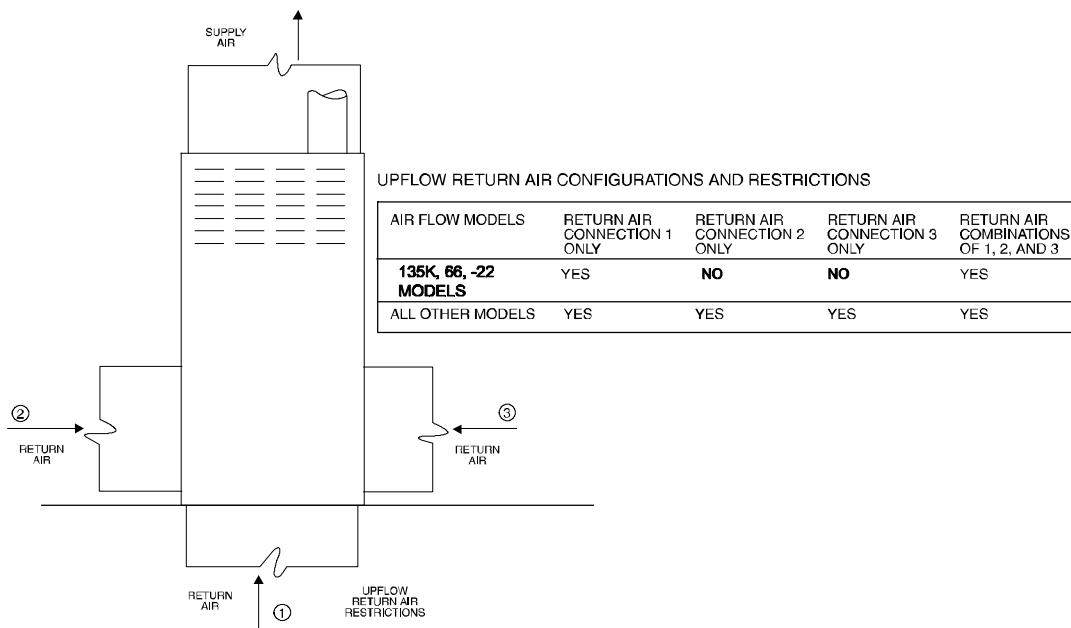 SUPPLY
AIR
UPFLOW RETURN AIR CONFIGURATIONS AND RESTRICTIONS
AIR FLOW MODELS
RETURN AIR
CONNECTION 1
ONLY
RETURN AIR
CONNECTION 2
ONLY
RETURN AIR
CONNECTION 3
ONLY
RETURN AIR
COMBINATIONS
OF 1, 2, AND 3
135K, 66, -22
MODELS
YES
NO
NO
YES
ALL OTHER MODELS
YES
YES
YES
YES
2
RETURN
AIR
3
RETURN
AIR
RETURN
AIR
1
UPFLOW
RETURN AIR
RESTRICTIONS